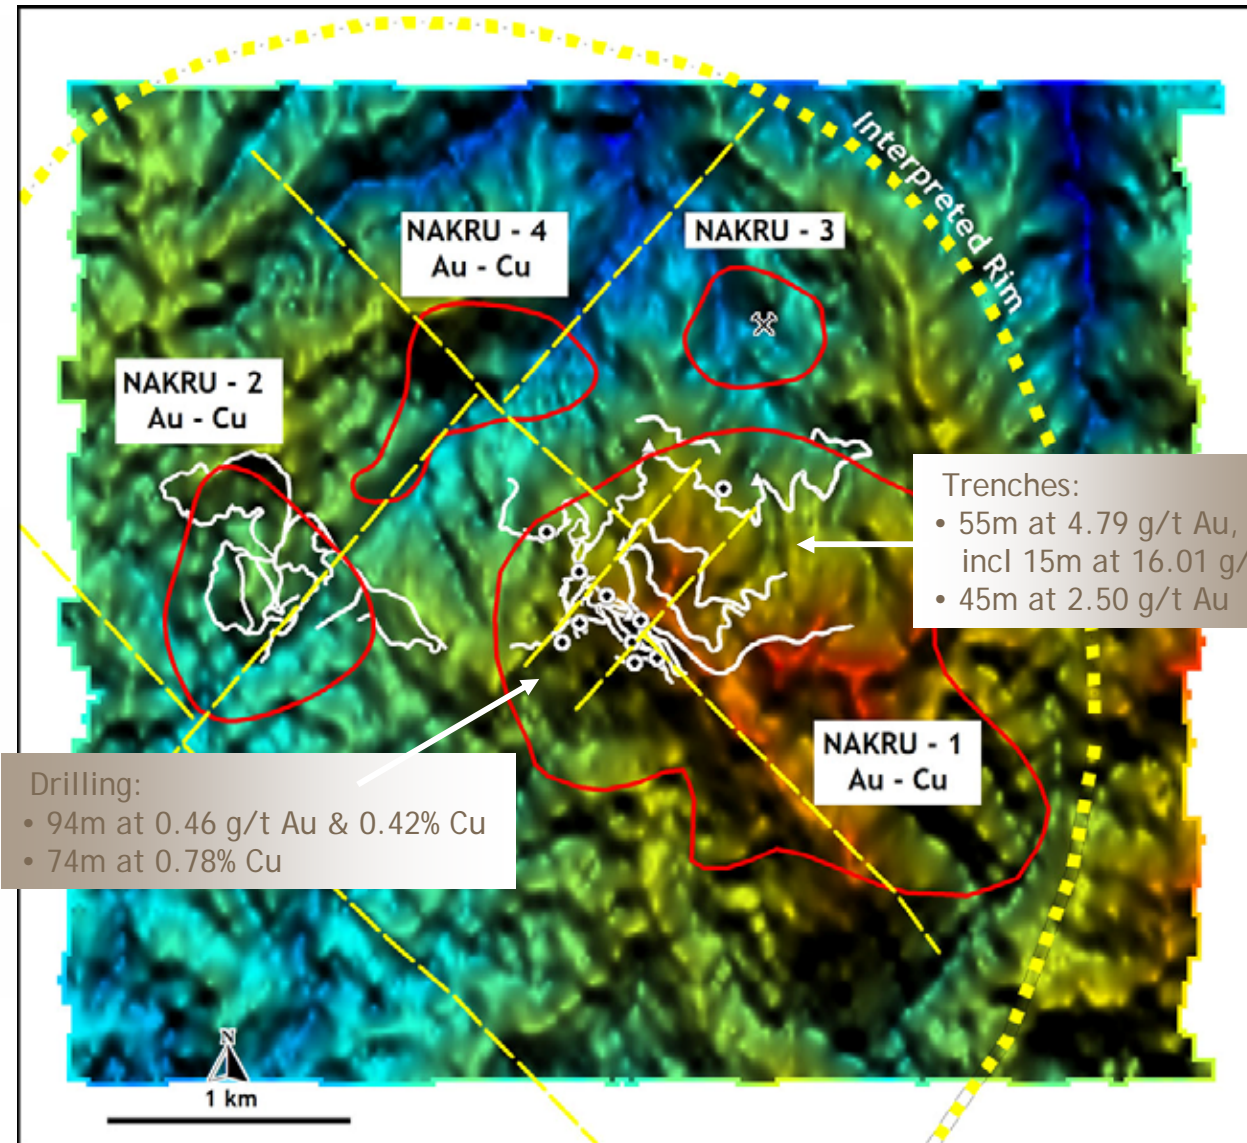 Interpreted Rim
NAKRU - 4
Au - Cu
NAKRU - 3
NAKRU - 2
Au - Cu
Trenches:
• 55m at 4.79 g/t Au,
incl 15m at 16.01 g/
• 45m at 2.50 g/t Au
NAKRU - 1
Au - Cu
Drilling:
• 94m at 0.46 g/t Au & 0.42% Cu
• 74m at 0.78% Cu
N
1 km